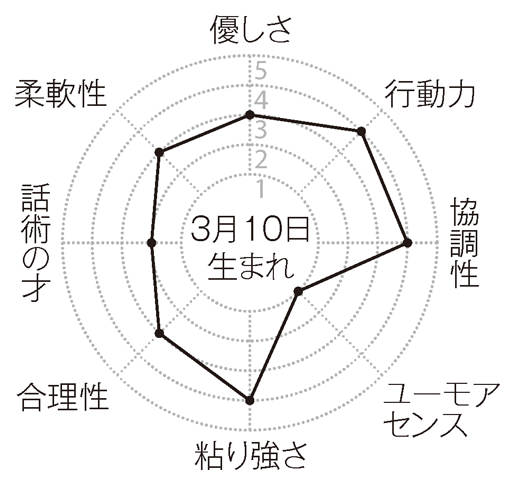 優しさ
行動力
協
調
性
ユーモア
センス
粘り強さ
合理性
話
術
の
才
柔軟性
5
4
3
2
1
3月10日
生まれ